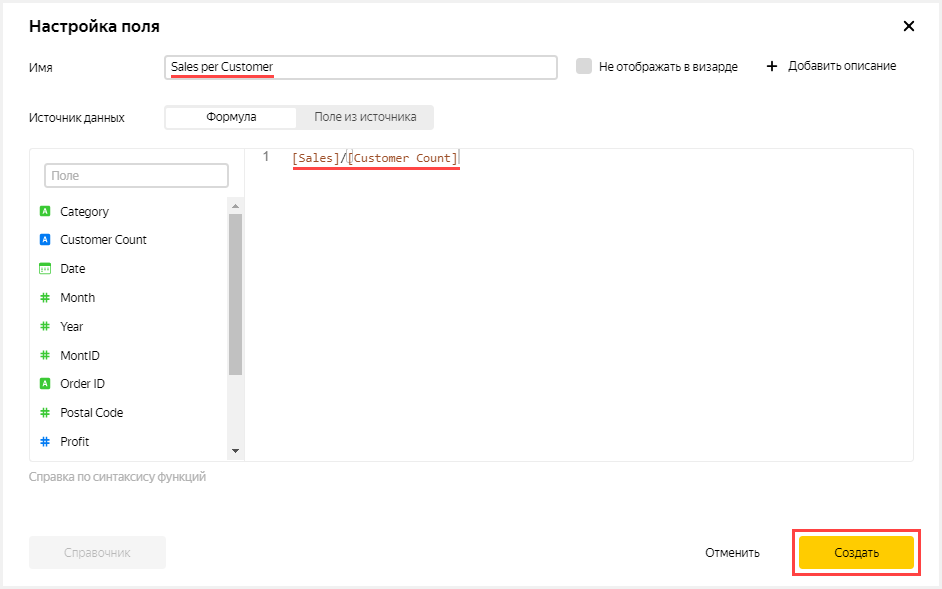 Настройка поля
Имя
Sales per Customer
Не отображать в визарде
+ Добавить описание
Источник данных
Формула
Поле из источника
Поле
A Category
A Customer Count
Date
# Month
# Year
# MontID
A Order ID
# Postal Code
# Profit
1 [Sales]/[Customer Count]
Справка по синтаксису функций
Справочник
Отменить
Создать